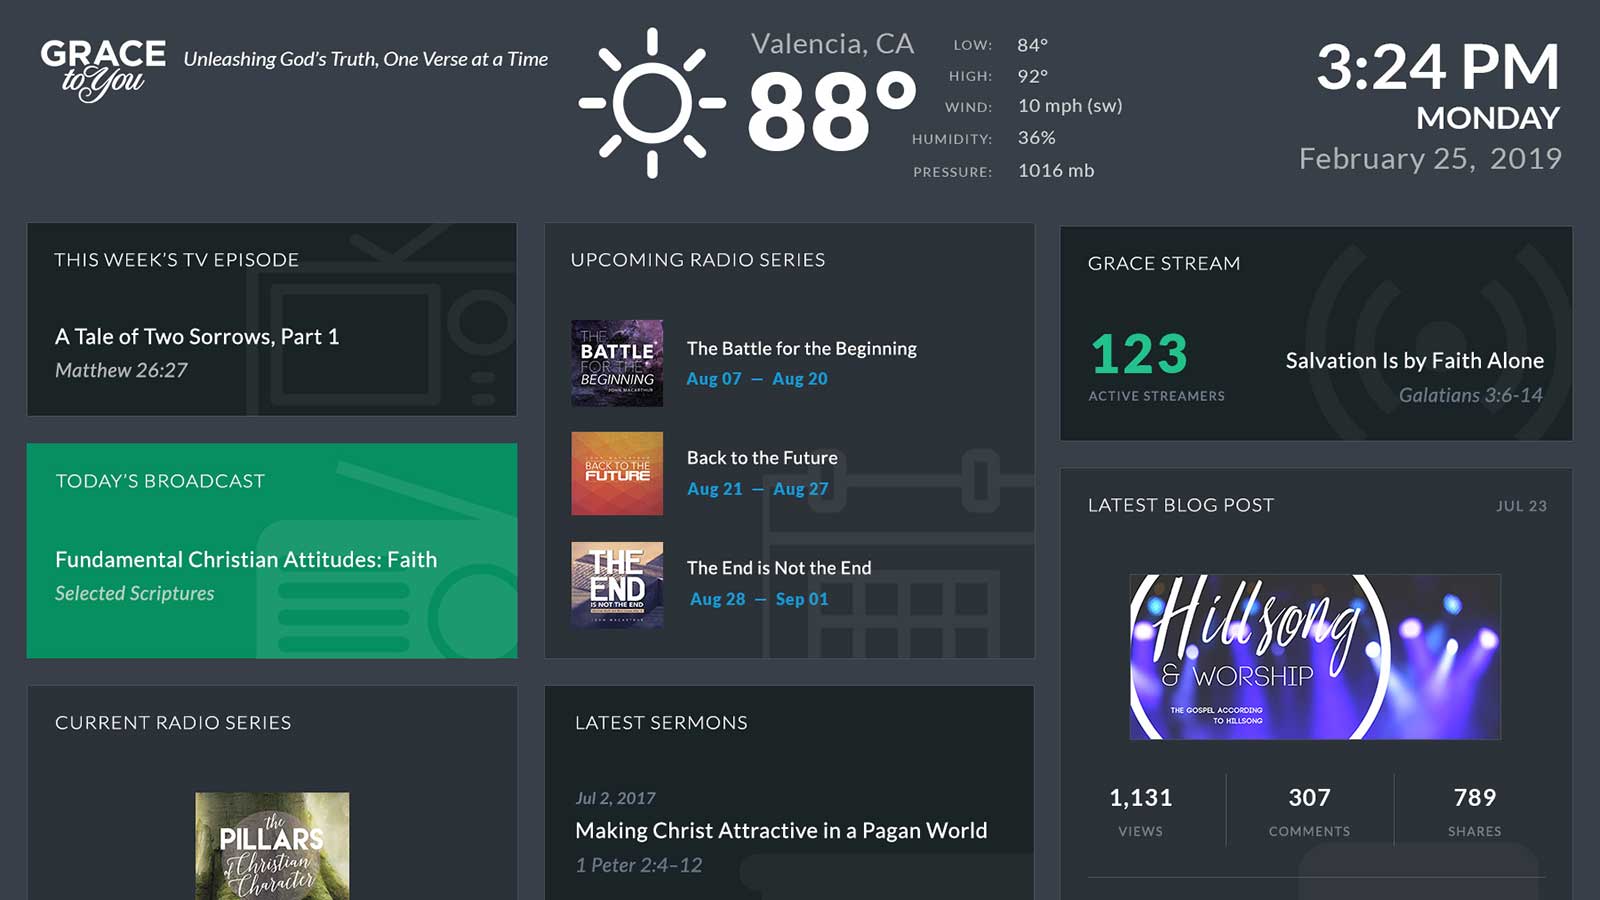 GRACE
to You
Unleashing God's Truth, One Verse at a Time
Valencia, CA
88°
LOW: 84°
HIGH: 92°
WIND: 10 mph (sw)
HUMIDITY: 36%
PRESSURE: 1016 mb
3:24 PM
MONDAY
February 25, 2019
THIS WEEK'S TV EPISODE
A Tale of Two Sorrows, Part 1
Matthew 26:27
TODAY'S BROADCAST
Fundamental Christian Attitudes: Faith
Selected Scriptures
CURRENT RADIO SERIES
the
PILLARS
of Christian
Character
UPCOMING RADIO SERIES
THE
BATTLE
FOR THE
BEGINNING
JOHN MACARTHUR
The Battle for the Beginning
Aug 07 — Aug 20
JOHN MACARTHUR
BACK TO THE
FUTURE
Back to the Future
Aug 21 — Aug 27
THE
END
IS NOT THE END
JOHN MACARTHUR
The End is Not the End
Aug 28 — Sep 01
LATEST SERMONS
Jul 2, 2017
Making Christ Attractive in a Pagan World
1 Peter 2:4–12
GRACE STREAM
123
ACTIVE STREAMERS
Salvation Is by Faith Alone
Galatians 3:6-14
LATEST BLOG POST
JUL 23
Hillsong
& WORSHIP
THE GOSPEL ACCORDING
TO HILLSONG
1,131
VIEWS
307
COMMENTS
789
SHARES